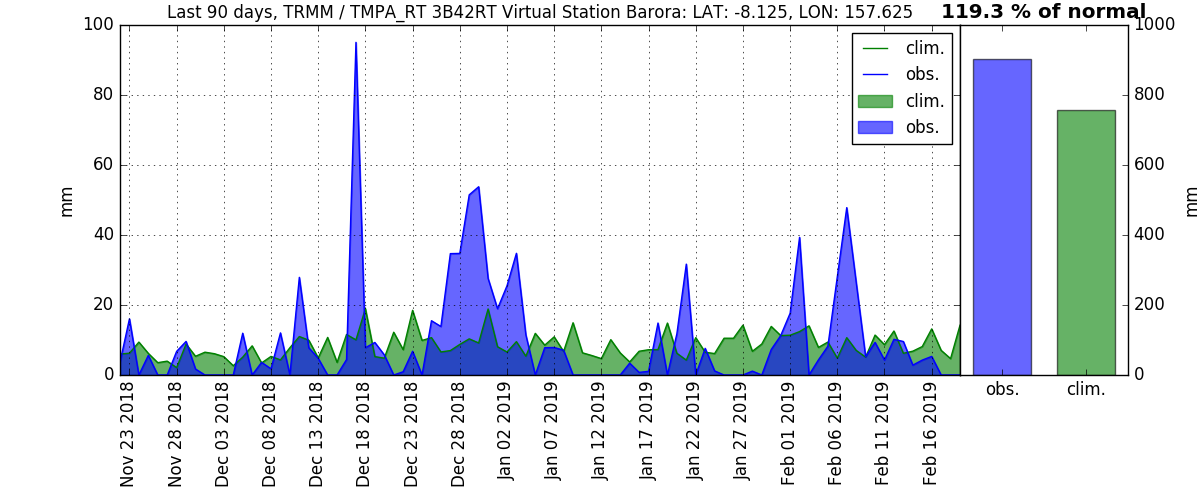 Last 90 days, TRMM / TMPA_RT 3B42RT Virtual Station Barora: LAT: -8.125, LON: 157.625
119.3 % of normal
100
80
60
40
20
0
mm
clim.
obs.
clim.
obs.
1000
800
600
400
200
0
mm
Nov 23 2018
Nov 28 2018
Dec 03 2018
Dec 08 2018
Dec 13 2018
Dec 18 2018
Dec 23 2018
Dec 28 2018
Jan 02 2019
Jan 07 2019
Jan 12 2019
Jan 17 2019
Jan 22 2019
Jan 27 2019
Feb 01 2019
Feb 06 2019
Feb 11 2019
Feb 16 2019
obs.
clim.